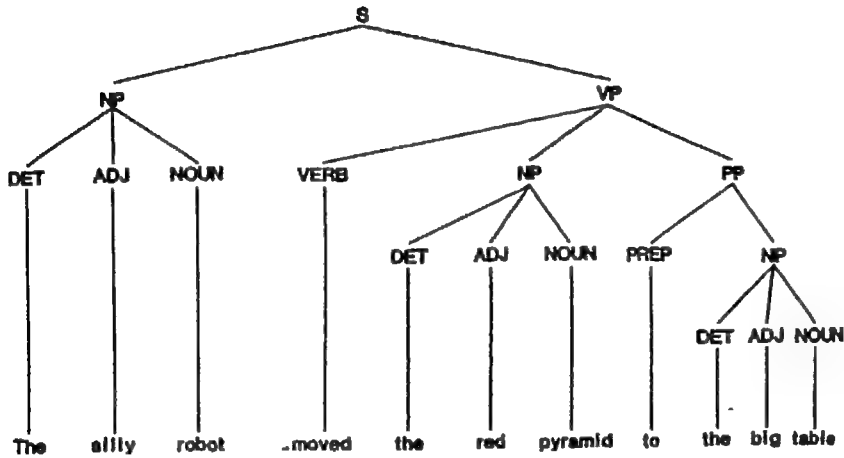 S
NP VP
DET ADJ NOUN VERB NP PP
DET ADJ NOUN PREP NP
DET ADJ NOUN
The silly robot moved the red pyramid to the big table